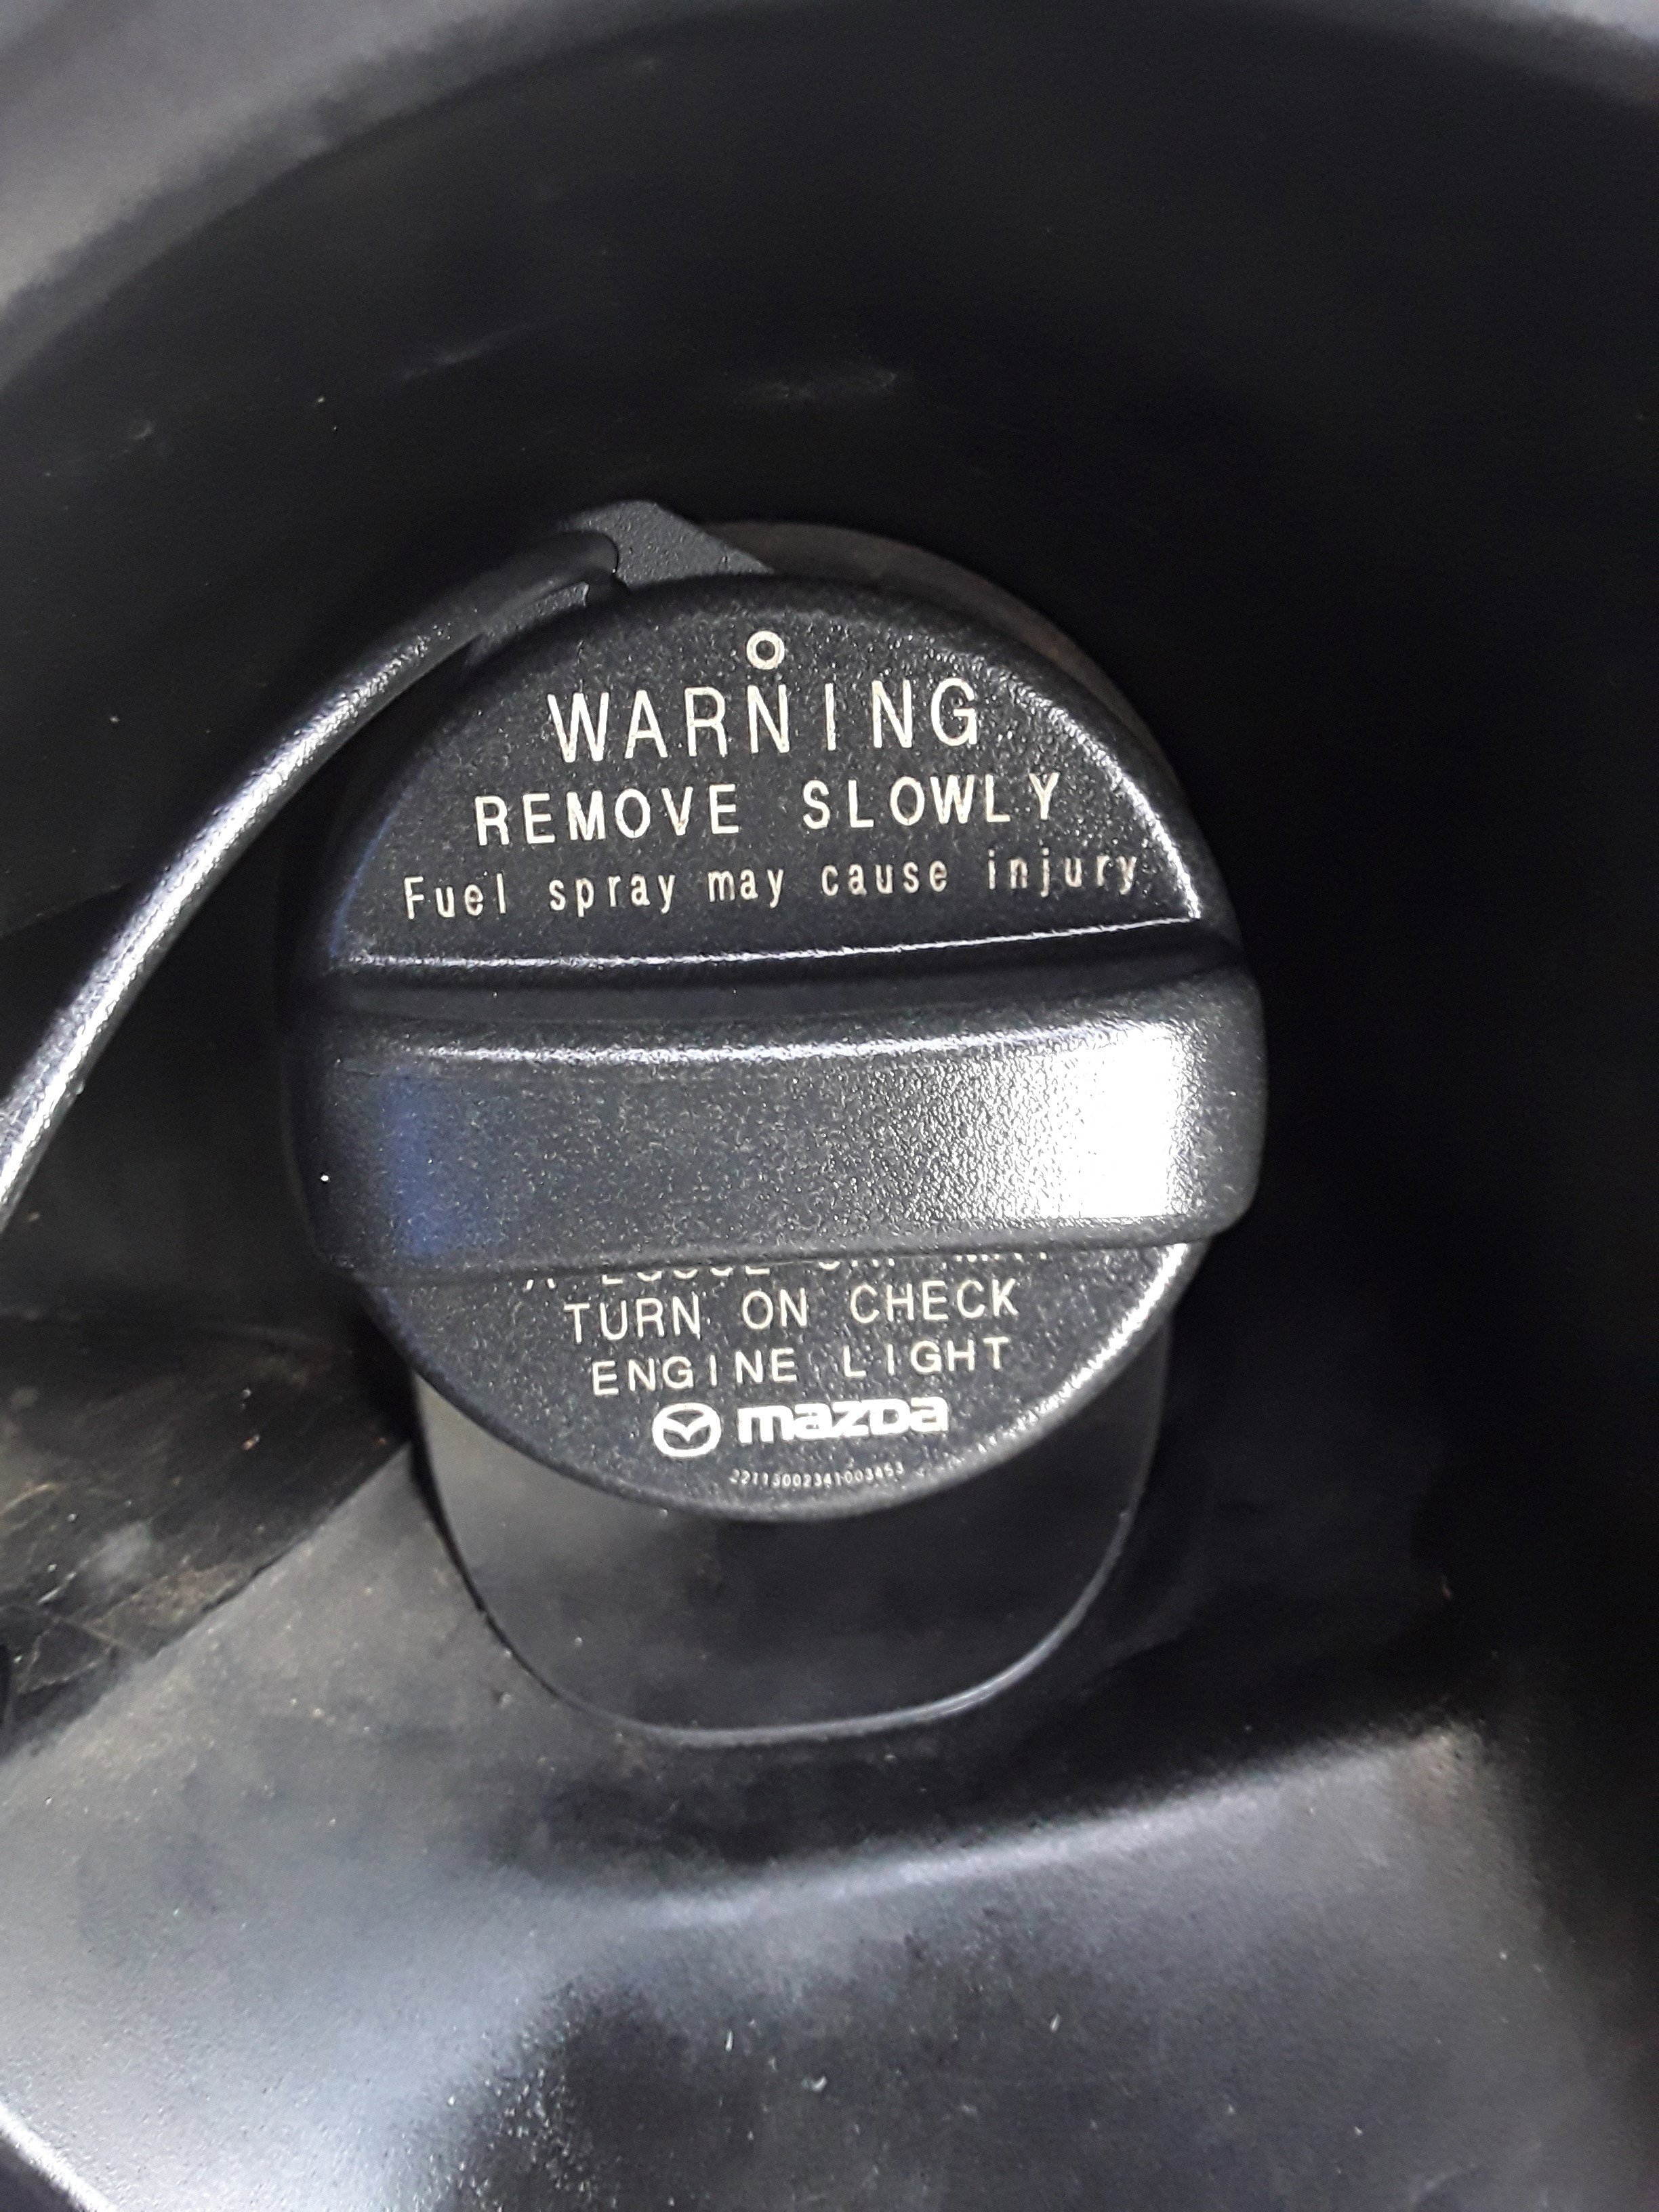 WARNING
REMOVE SLOWLY
Fuel spray may cause injury
TURN ON CHECK
ENGINE LIGHT
mazda